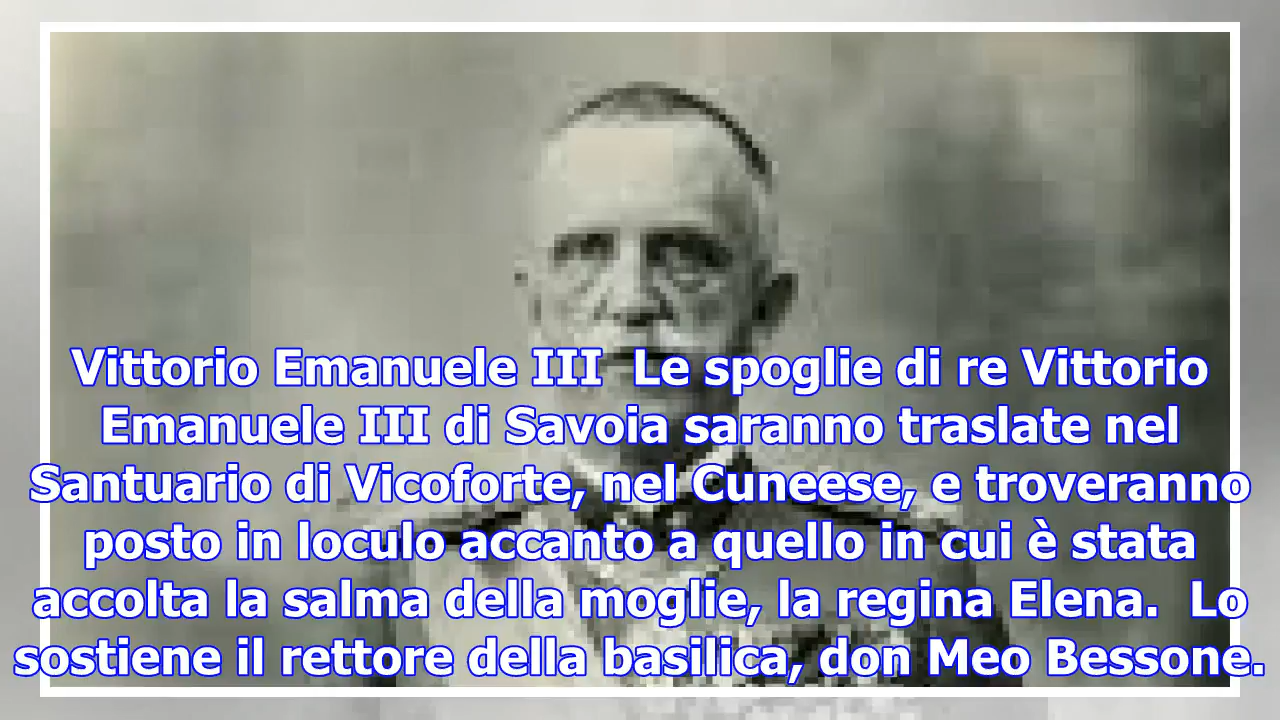 Vittorio Emanuele III  Le spoglie di re Vittorio
Emanuele III di Savoia saranno traslate nel
Santuario di Vicoforte, nel Cuneese, e troveranno
posto in loculo accanto a quello in cui è stata
accolta la salma della moglie, la regina Elena.  Lo
sostiene il rettore della basilica, don Meo Bessone.